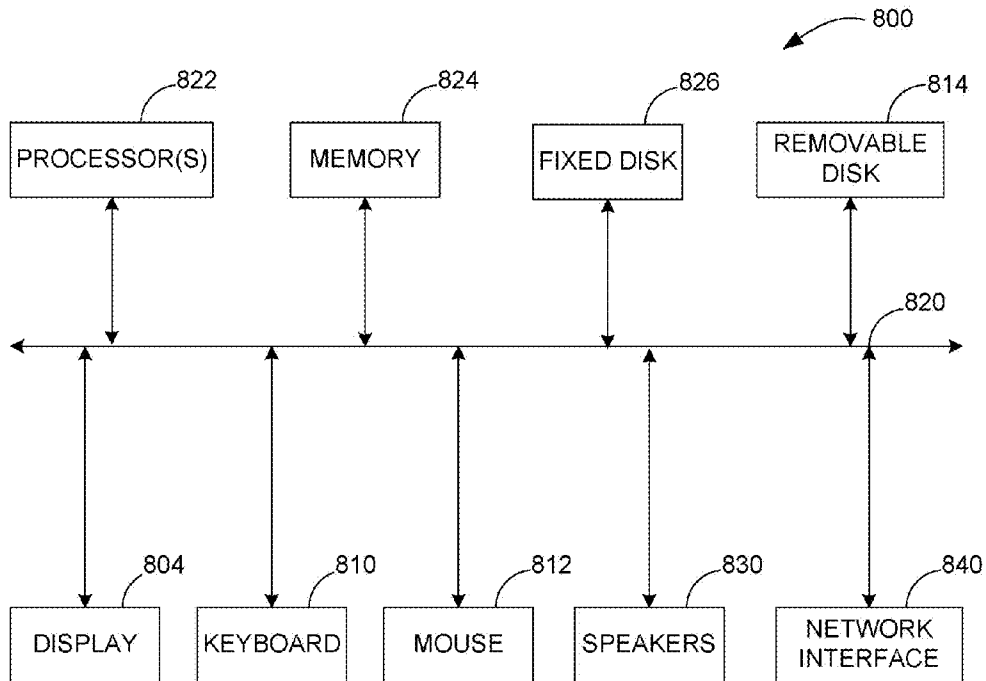 800
822
824
826
814
PROCESSOR(S)
MEMORY
FIXED DISK
REMOVABLE
DISK
820
804
810
812
830
840
DISPLAY
KEYBOARD
MOUSE
SPEAKERS
NETWORK
INTERFACE